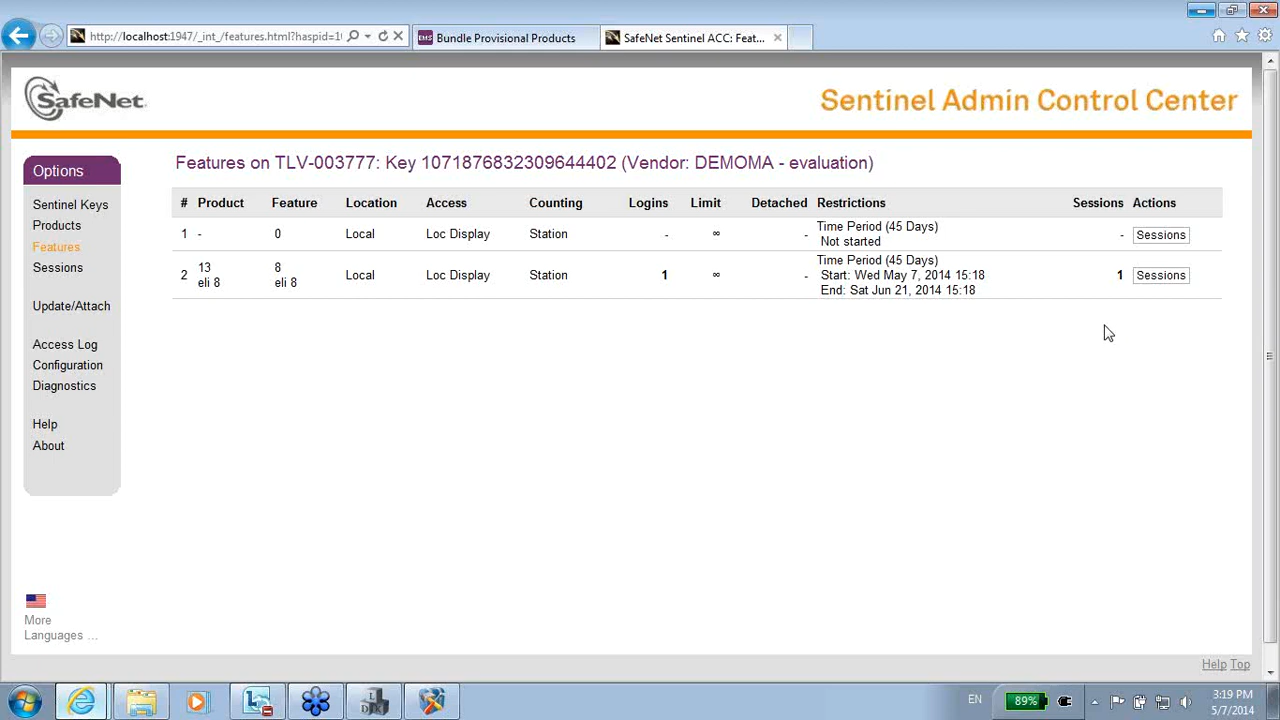 http://localhost:1947/_int_/features.html?haspid=1
EMS Bundle Provisional Products
SafeNet Sentinel ACC: Feat...
SafeNet
Sentinel Admin Control Center
Options
Sentinel Keys
Products
Features
Sessions
Update/Attach
Access Log
Configuration
Diagnostics
Help
About
More
Languages ...
Features on TLV-003777: Key 1071876832309644402 (Vendor: DEMOMA - evaluation)
# Product Feature Location Access Counting Logins Limit Detached Restrictions Sessions Actions
1 - 0 Local Loc Display Station - ∞ - Time Period (45 Days) - Sessions
Not started
2 13 8 Local Loc Display Station 1 ∞ - Time Period (45 Days) 1 Sessions
eli 8 eli 8 Start: Wed May 7, 2014 15:18
End: Sat Jun 21, 2014 15:18
Help Top
EN 89% 3:19 PM
5/7/2014